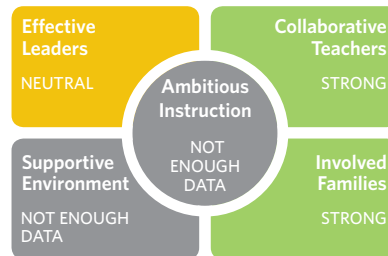 Effective
Leaders
NEUTRAL
Collaborative
Teachers
STRONG
Ambitious
Instruction
NOT
ENOUGH
DATA
Supportive
Environment
NOT ENOUGH
DATA
Involved
Families
STRONG